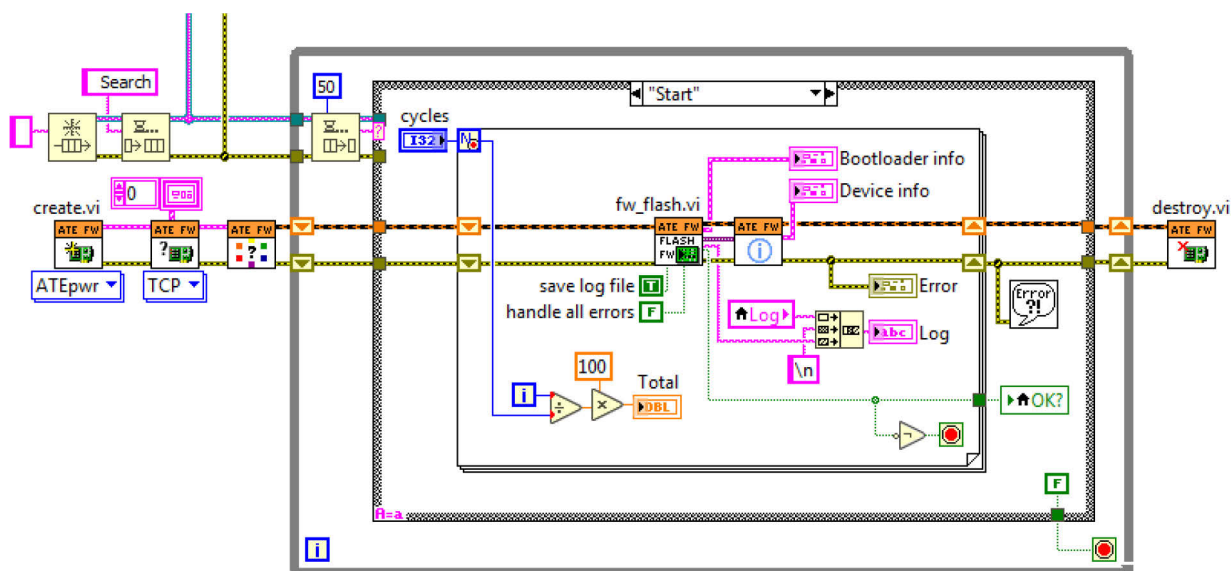 Search
50
"Start"
cycles
I32
N
?
Bootloader info
Device info
0
create.vi
fw_flash.vi
destroy.vi
ATE FW
ATE FW
ATE FW
ATE FW
ATE FW
ATE FW
?
?
FLASH
FW
i
ATEpwr
TCP
save log file
T
handle all errors
F
Error
Error
?!
Log
abc
Log
\n
100
Total
i
÷
×
DBL
OK?
F
A=a
i